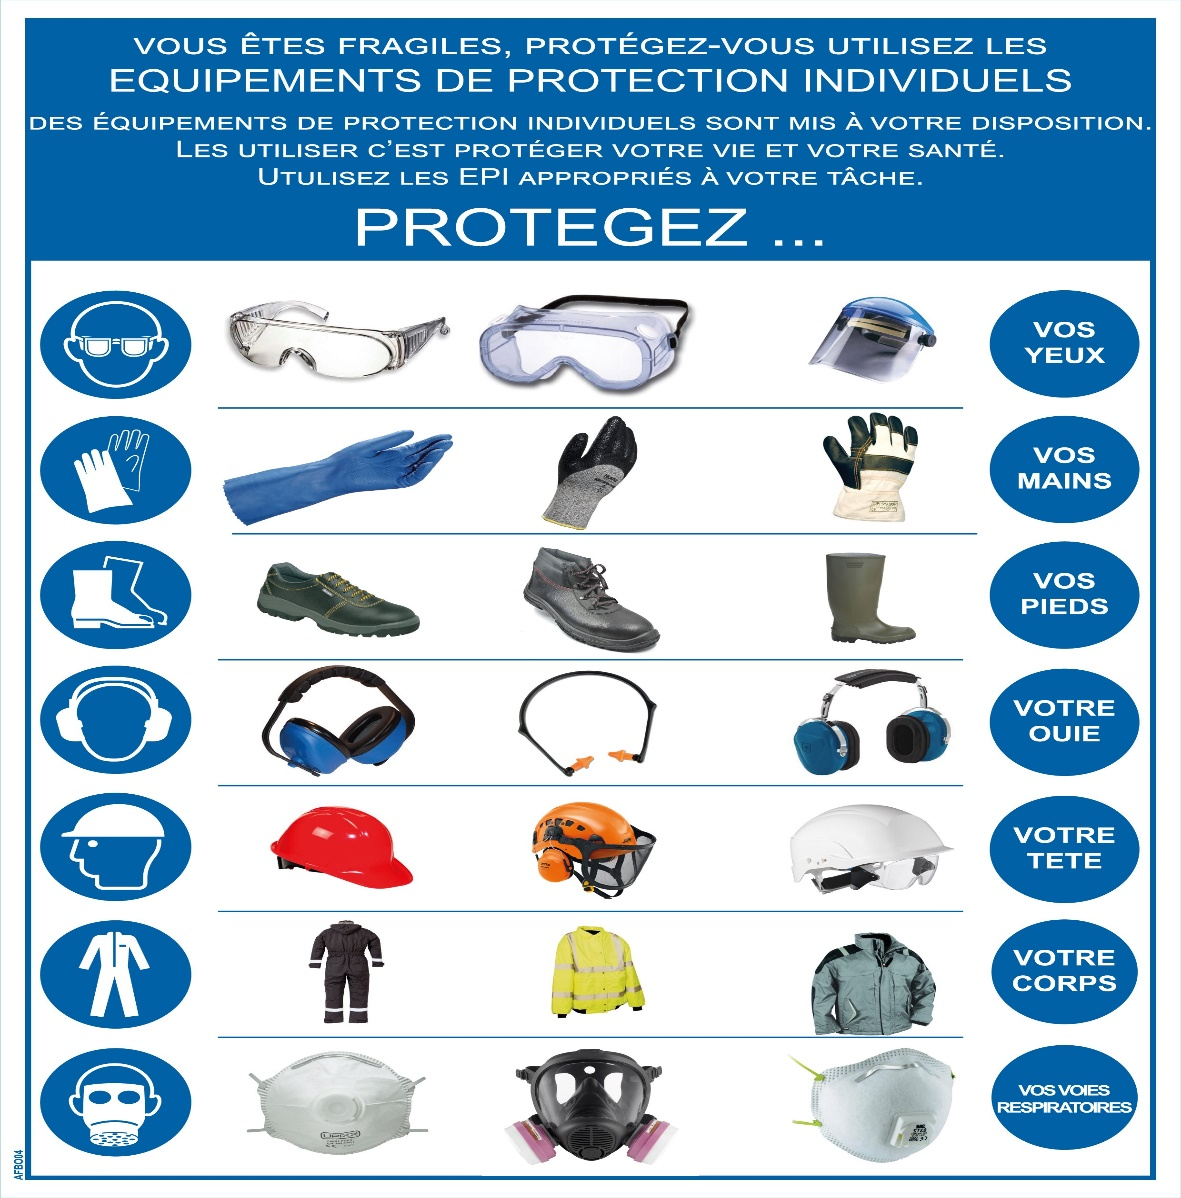 VOUS ÊTES FRAGILES, PROTÉGEZ-VOUS UTILISEZ LES
EQUIPEMENTS DE PROTECTION INDIVIDUELS
DES ÉQUIPEMENTS DE PROTECTION INDIVIDUELS SONT MIS À VOTRE DISPOSITION.
LES UTILISER C'EST PROTÉGER VOTRE VIE ET VOTRE SANTÉ.
UTULISEZ LES EPI APPROPRIÉS À VOTRE TÂCHE.
PROTEGEZ ...
VOS
YEUX
VOS
MAINS
VOS
PIEDS
VOTRE
OUIE
VOTRE
TETE
VOTRE
CORPS
VOS VOIES
RESPIRATOIRES
AFBO04